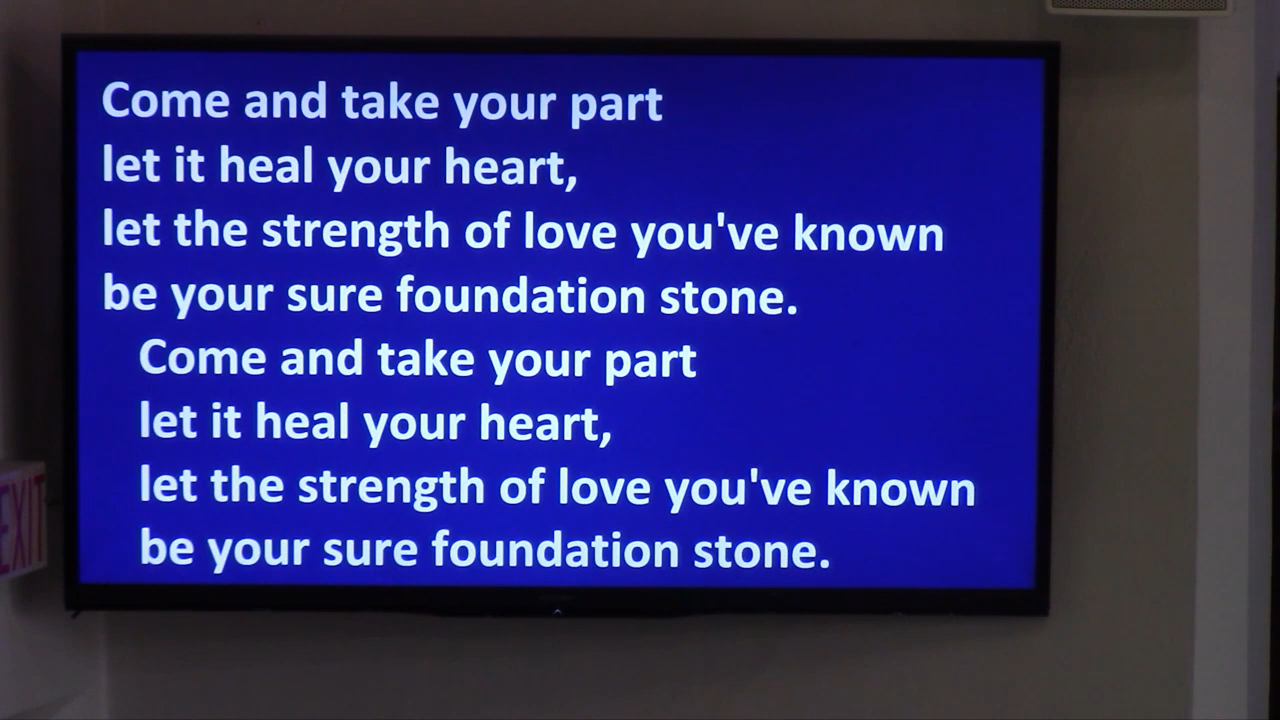 Come and take your part
let it heal your heart,
let the strength of love you've known
be your sure foundation stone.
Come and take your part
let it heal your heart,
let the strength of love you've known
be your sure foundation stone.
EXIT